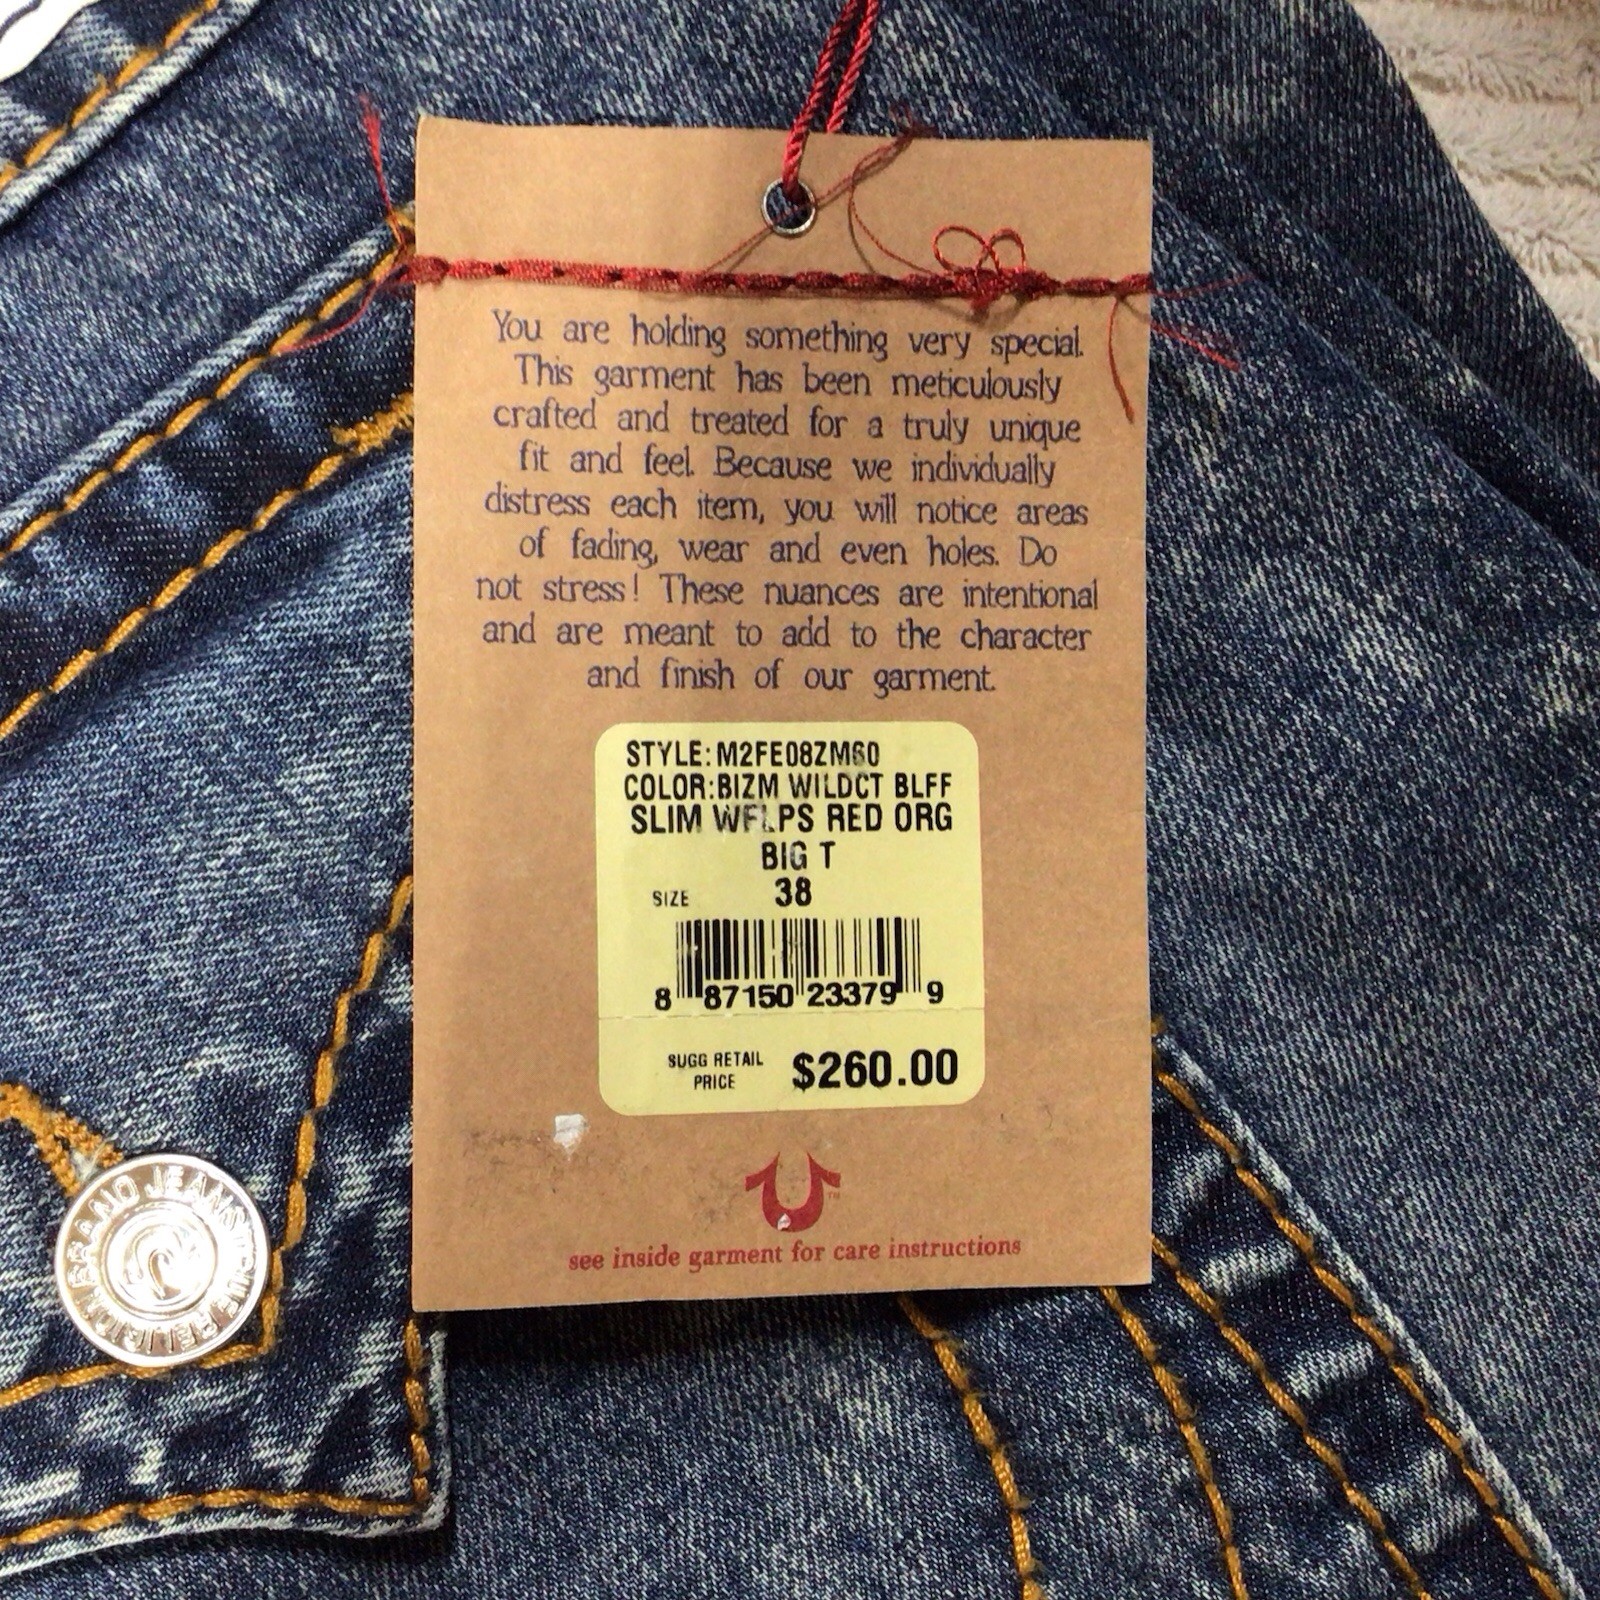 You are holding something very special.
This garment has been meticulously
crafted and treated for a truly unique
fit and feel. Because we individually
distress each item, you will notice areas
of fading, wear and even holes. Do
not stress! These nuances are intentional
and are meant to add to the character
and finish of our garment.
STYLE: M2FE08ZM60
COLOR:BIZM WILDCT BLFF
SLIM WFLPS RED ORG
BIG T
SIZE 38
8 87150 23379 9
SUGG RETAIL
PRICE $260.00
TM
see inside garment for care instructions
RELIGION BRAND JEANS